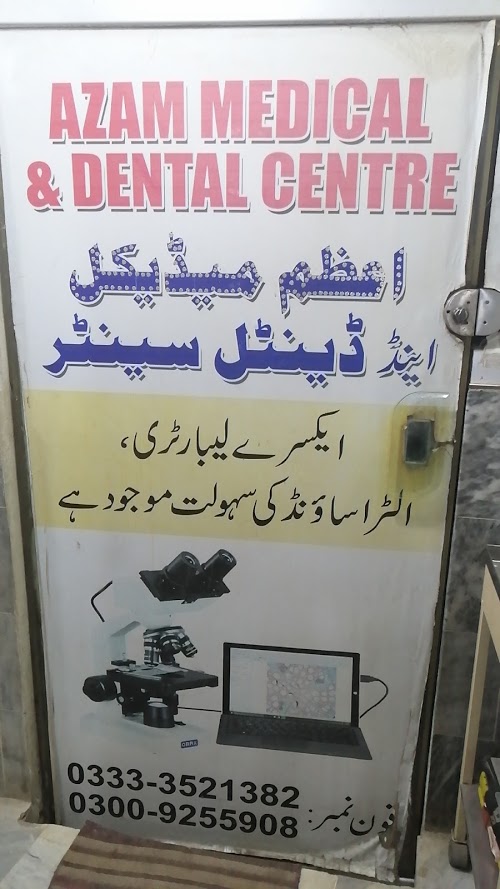 AZAM MEDICAL
& DENTAL CENTRE
اعظم میڈیکل
اینڈ ڈینٹل سینٹر
ایکسرے لیبارٹری،
الٹراساؤنڈ کی سہولت موجود ہے
0333-3521382
فون نمبر: 0300-9255908